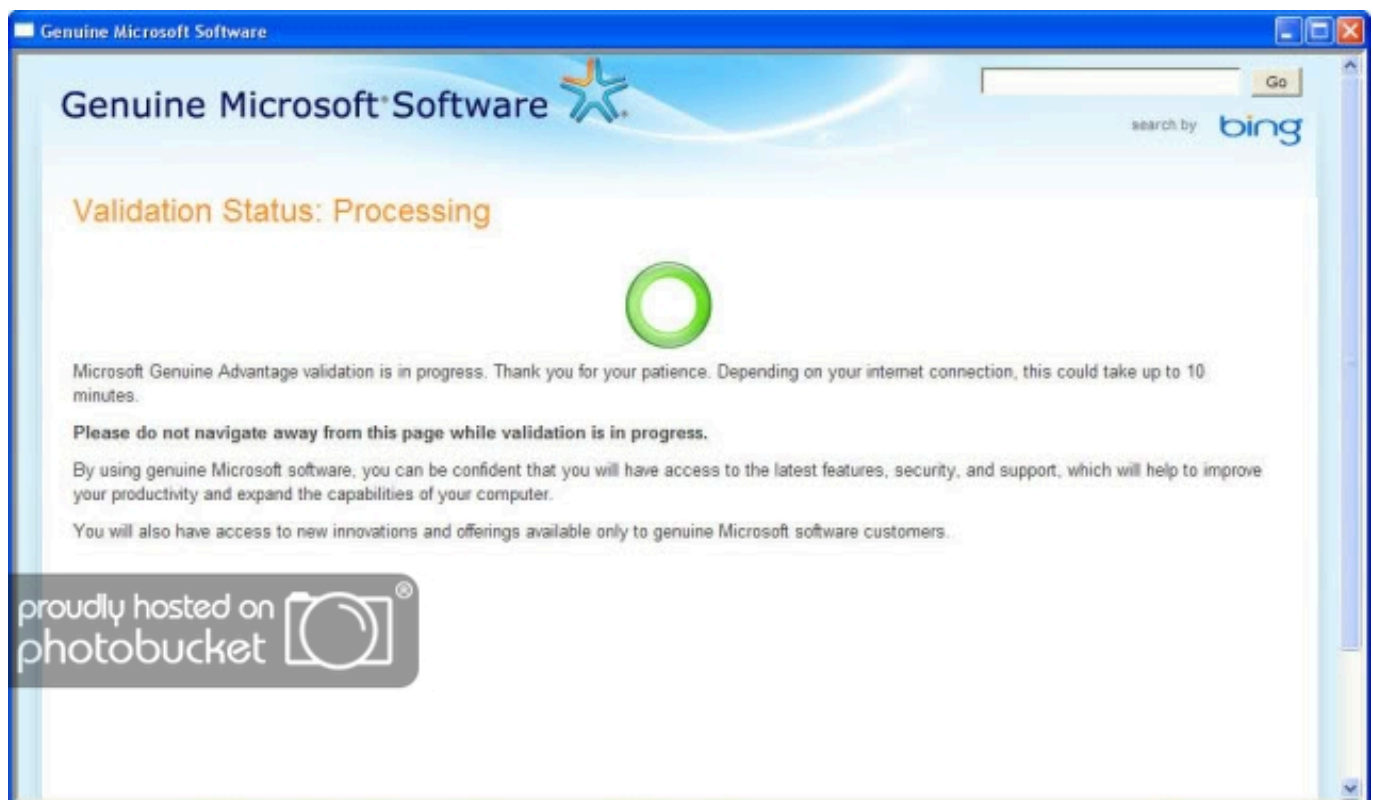 Genuine Microsoft Software
Genuine Microsoft® Software
Go
search by bing
Validation Status: Processing
Microsoft Genuine Advantage validation is in progress. Thank you for your patience. Depending on your internet connection, this could take up to 10
minutes.
Please do not navigate away from this page while validation is in progress.
By using genuine Microsoft software, you can be confident that you will have access to the latest features, security, and support, which will help to improve
your productivity and expand the capabilities of your computer.
You will also have access to new innovations and offerings available only to genuine Microsoft software customers.
proudly hosted on
photobucket®